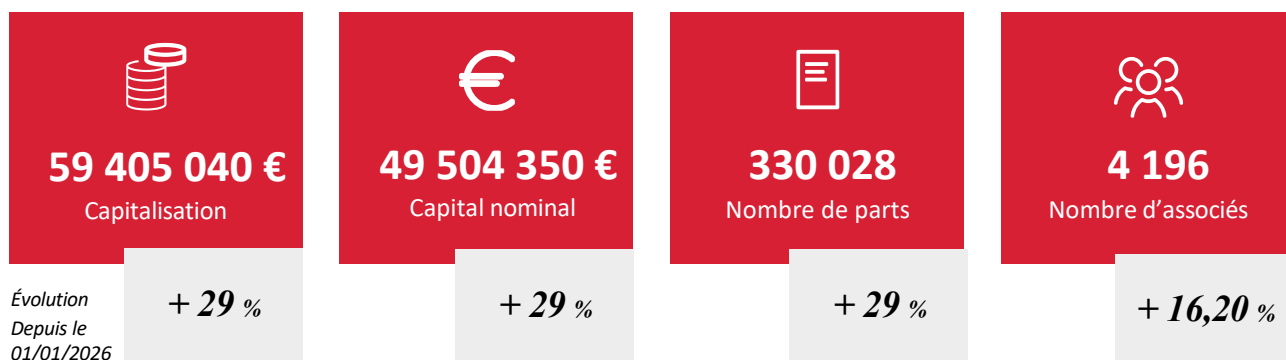 59 405 040 €
Capitalisation
49 504 350 €
Capital nominal
330 028
Nombre de parts
4 196
Nombre d’associés
Évolution
Depuis le
01/01/2026
+ 29 %
+ 29 %
+ 29 %
+ 16,20 %